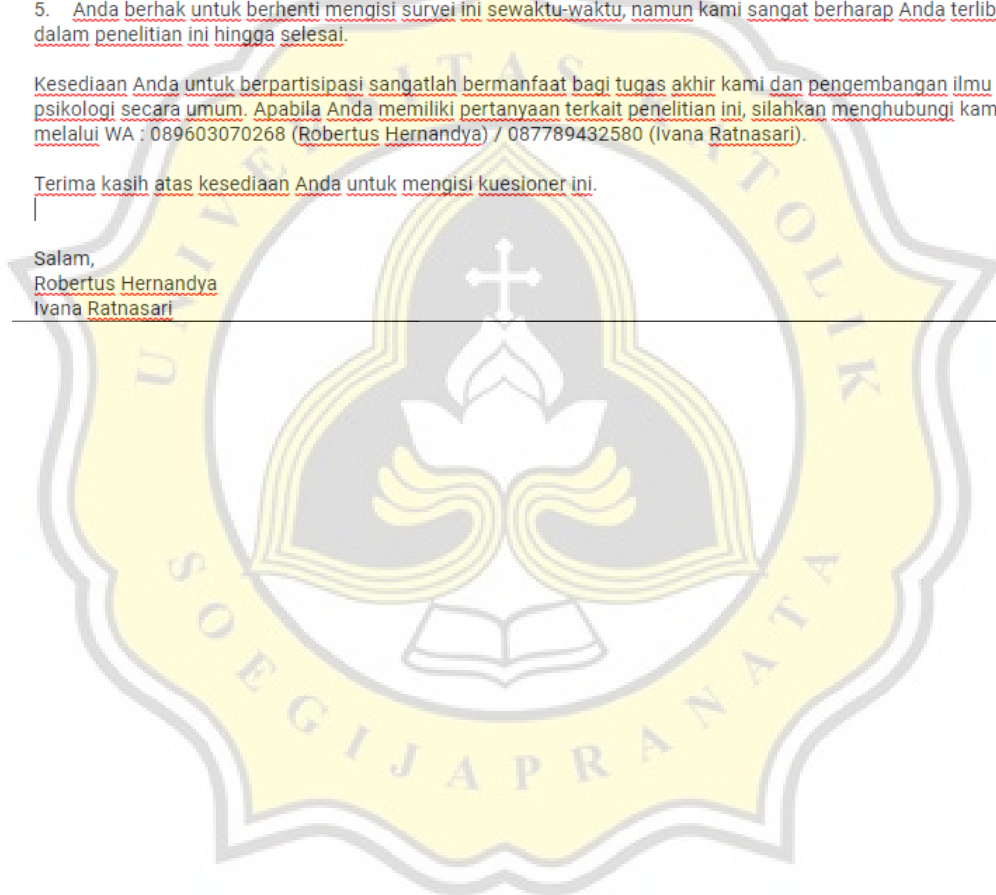 5. Anda berhak untuk berhenti mengisi survei ini sewaktu-waktu, namun kami sangat berharap Anda terlib
dalam penelitian ini hingga selesai.
Kesediaan Anda untuk berpartisipasi sangatlah bermanfaat bagi tugas akhir kami dan pengembangan ilmu
psikologi secara umum. Apabila Anda memiliki pertanyaan terkait penelitian ini, silahkan menghubungi kam
melalui WA : 089603070268 (Robertus Hernandya) / 087789432580 (Ivana Ratnasari).
Terima kasih atas kesediaan Anda untuk mengisi kuesioner ini.
Salam,
Robertus Hernandya
Ivana Ratnasari
UNIVERSITAS KATOLIK
SOEGIJAPRANATA